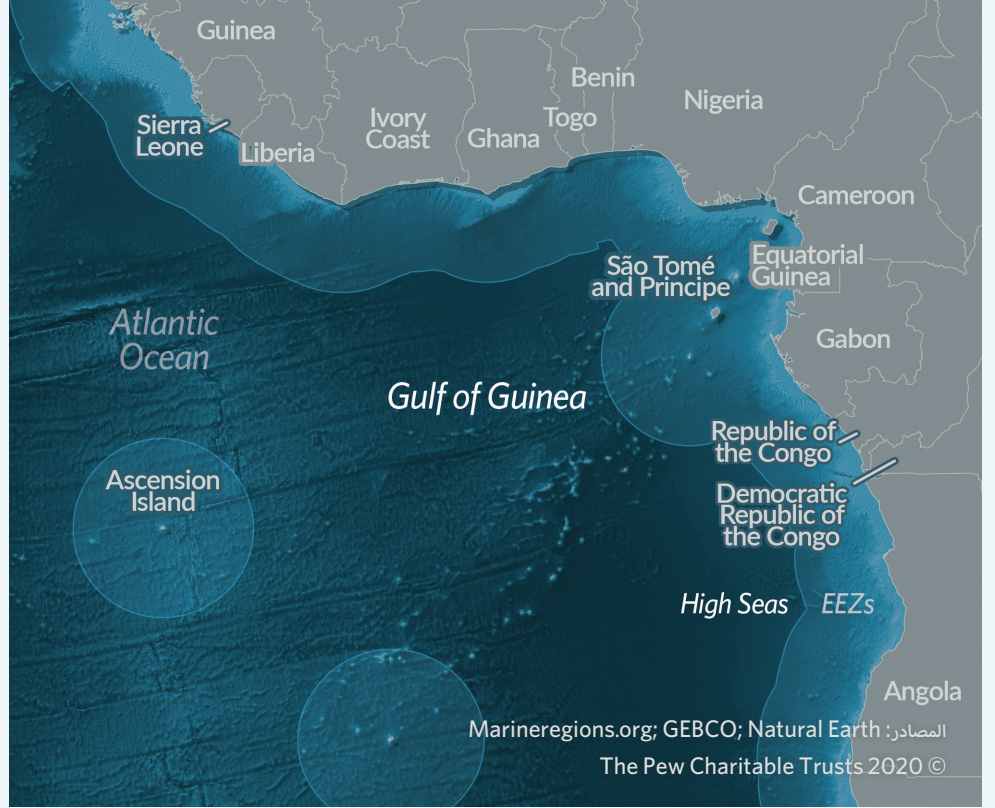 Guinea
Benin
Nigeria
Sierra
Leone
Ivory
Coast
Togo
Ghana
Liberia
Cameroon
São Tomé
and Principe
Equatorial
Guinea
Atlantic
Ocean
Gabon
Gulf of Guinea
Republic of
the Congo
Ascension
Island
Democratic
Republic of
the Congo
High Seas
EEZs
Angola
المصادر: Marineregions.org; GEBCO; Natural Earth
© 2020 The Pew Charitable Trusts